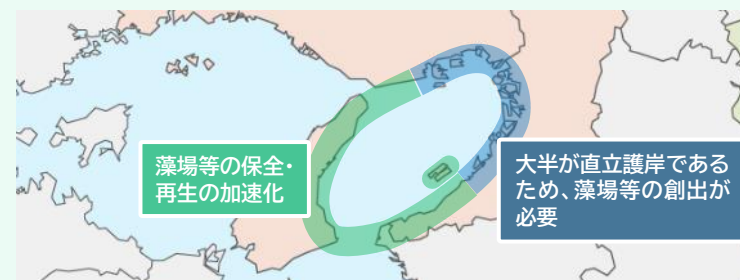 藻場等の保全・
再生の加速化
大半が直立護岸である
ため、藻場等の創出が
必要